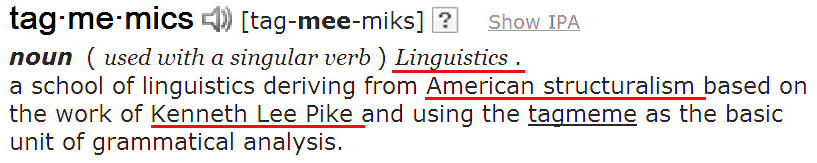 tag·me·mics [tag-mee-miks] ? Show IPA
noun ( used with a singular verb ) Linguistics .
a school of linguistics deriving from American structuralism based on
the work of Kenneth Lee Pike and using the tagmeme as the basic
unit of grammatical analysis.